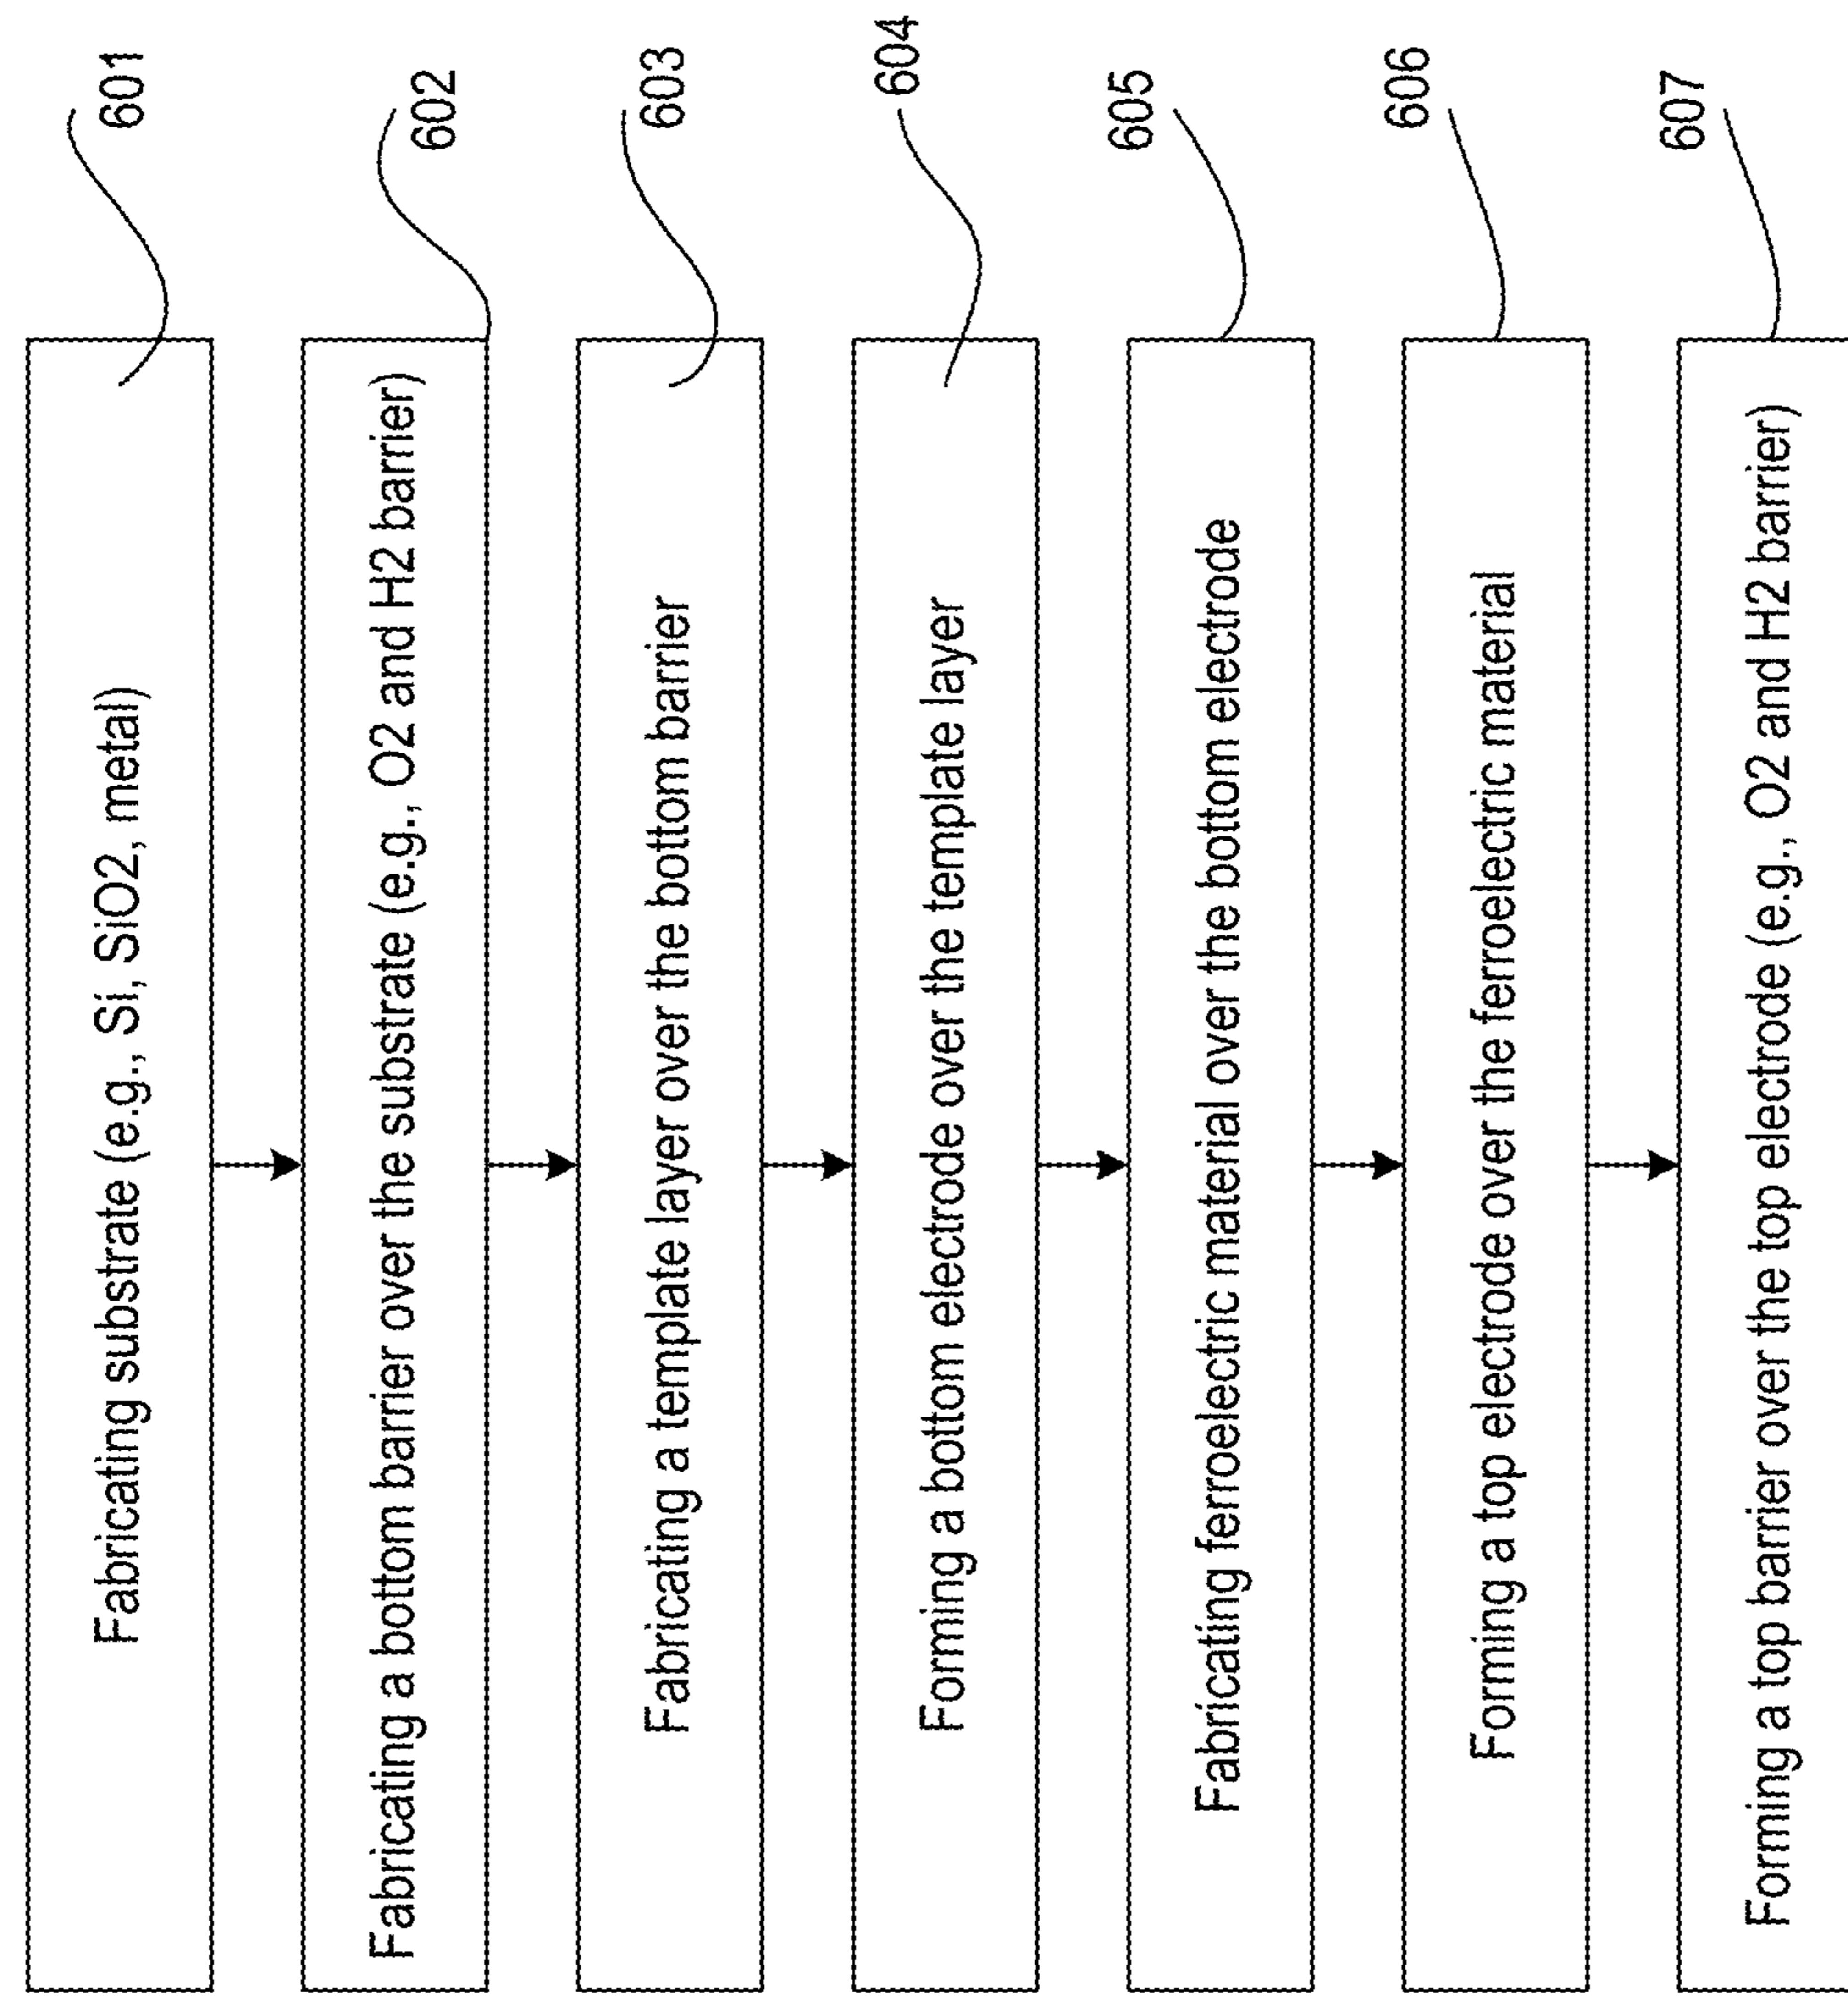 Fabricating substrate (e.g., Si, SiO2, metal)
601
Fabricating a bottom barrier over the substrate (e.g., O2 and H2 barrier)
602
Fabricating a template layer over the bottom barrier
603
Forming a bottom electrode over the template layer
604
Fabricating ferroelectric material over the bottom electrode
605
Forming a top electrode over the ferroelectric material
606
Forming a top barrier over the top electrode (e.g., O2 and H2 barrier)
607